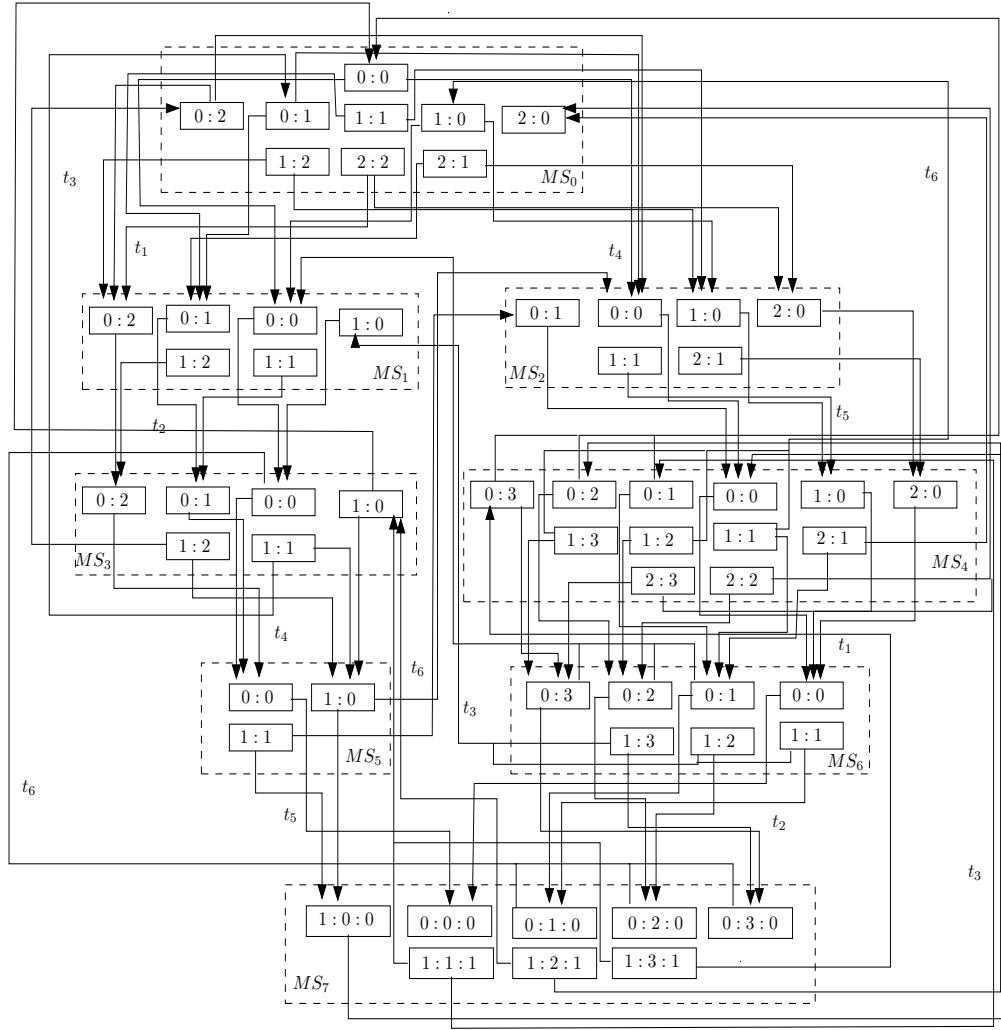 0 : 0
0 : 2
0 : 1
1 : 1
1 : 0
2 : 0
1 : 2
2 : 2
2 : 1
MS0
t3
t6
t1
t4
0 : 2
0 : 1
0 : 0
1 : 0
1 : 2
1 : 1
MS1
0 : 1
0 : 0
1 : 0
2 : 0
1 : 1
2 : 1
MS2
t2
t5
0 : 2
0 : 1
0 : 0
1 : 0
1 : 2
1 : 1
MS3
0 : 3
0 : 2
0 : 1
0 : 0
1 : 0
2 : 0
1 : 3
1 : 2
1 : 1
2 : 1
2 : 3
2 : 2
MS4
t4
t6
t1
0 : 0
1 : 0
1 : 1
MS5
t3
0 : 3
0 : 2
0 : 1
0 : 0
1 : 3
1 : 2
1 : 1
MS6
t6
t5
t2
t3
1 : 0 : 0
0 : 0 : 0
0 : 1 : 0
0 : 2 : 0
0 : 3 : 0
1 : 1 : 1
1 : 2 : 1
1 : 3 : 1
MS7